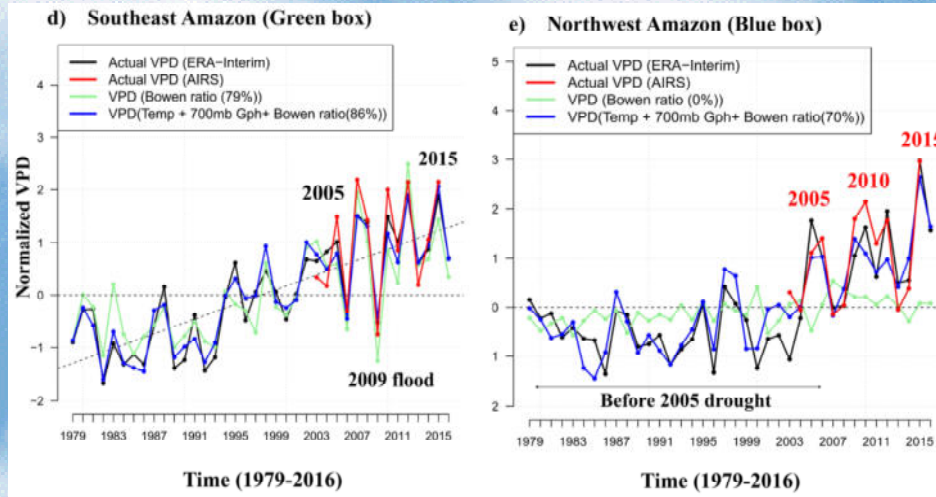 d) Southeast Amazon (Green box)
Actual VPD (ERA−Interim)
Actual VPD (AIRS)
VPD (Bowen ratio (79%))
VPD(Temp + 700mb Gph+ Bowen ratio(86%))
2005
2015
2009 flood
Normalized VPD
4
3
2
1
0
−1
−2
1979 1983 1987 1991 1995 1999 2003 2007 2011 2015
Time (1979-2016)
e) Northwest Amazon (Blue box)
Actual VPD (ERA−Interim)
Actual VPD (AIRS)
VPD (Bowen ratio (0%))
VPD(Temp + 700mb Gph+ Bowen ratio(70%))
2015
2005
2010
Before 2005 drought
5
4
3
2
1
0
1
2
1979 1983 1987 1991 1995 1999 2003 2007 2011 2015
Time (1979-2016)